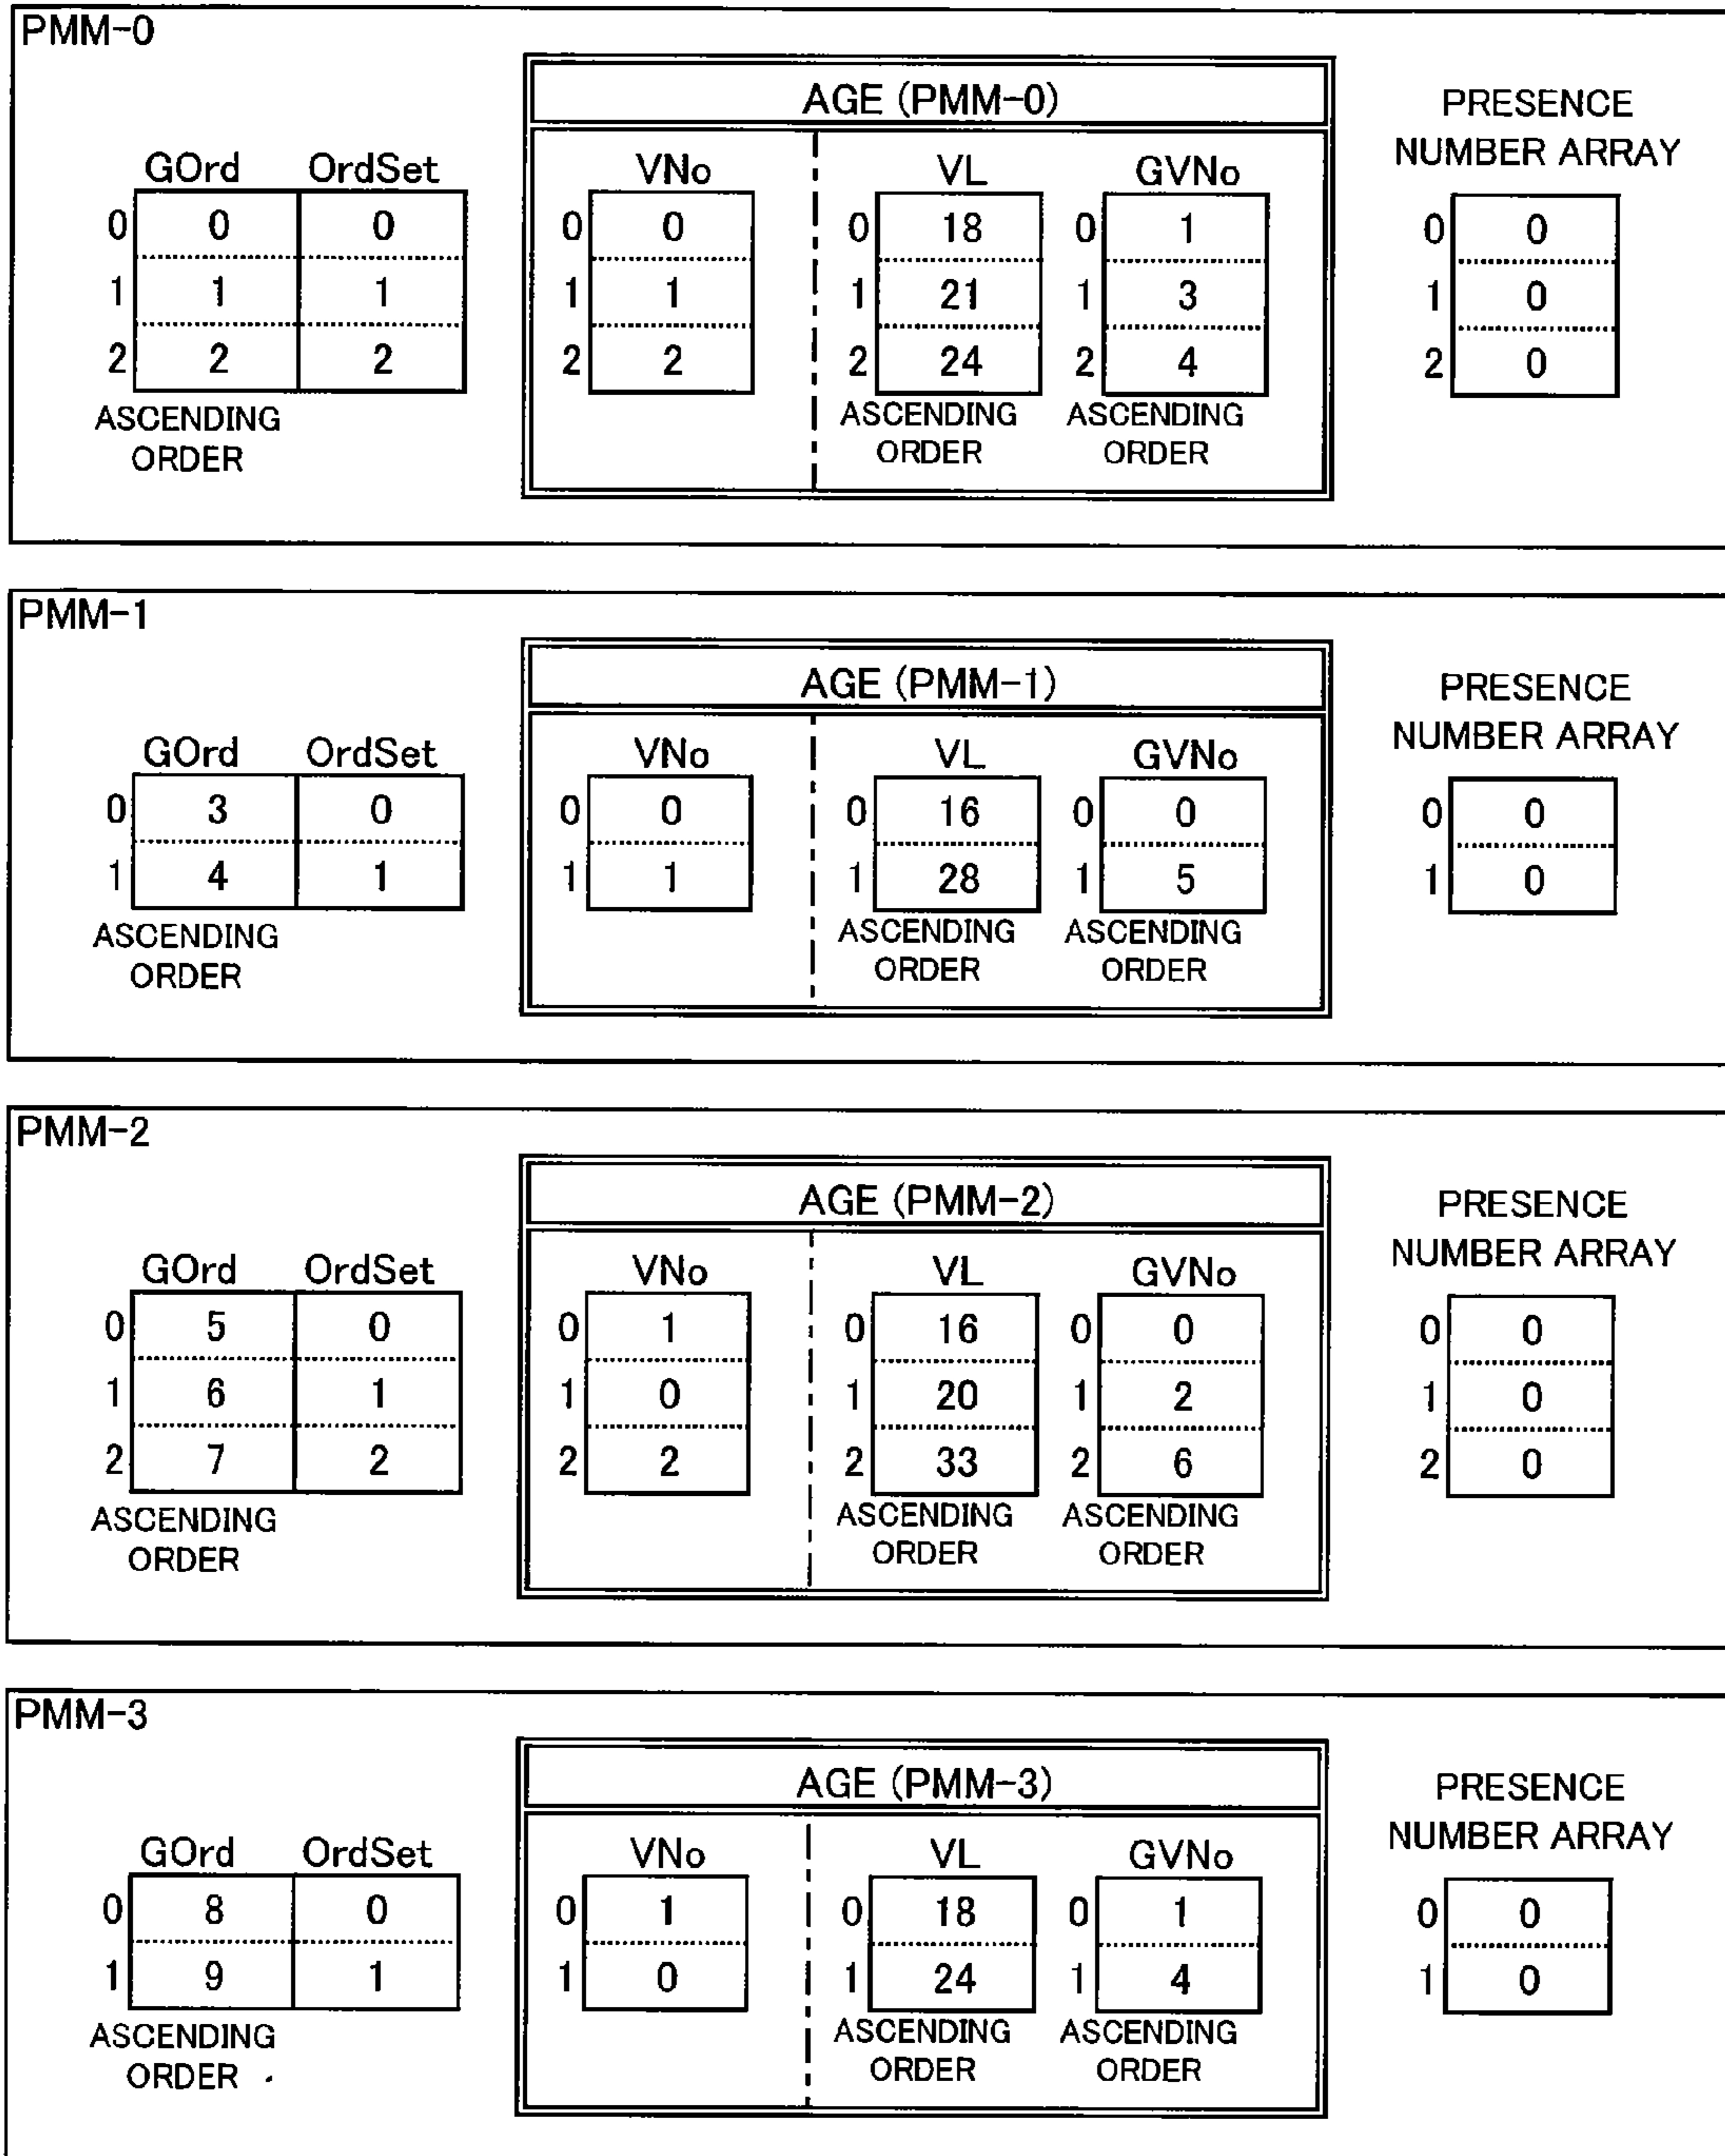 PMM-0
AGE (PMM-0)
PRESENCE
NUMBER ARRAY
GOrd OrdSet VNo VL GVNo
0 0 0 0 0 0 18 0 1 0 0
1 1 1 1 1 1 21 1 3 1 0
2 2 2 2 2 2 24 2 4 2 0
ASCENDING ASCENDING ASCENDING
ORDER ORDER ORDER
PMM-1
AGE (PMM-1)
PRESENCE
NUMBER ARRAY
GOrd OrdSet VNo VL GVNo
0 3 0 0 0 0 16 0 0 0 0
1 4 1 1 1 1 28 1 5 1 0
ASCENDING ASCENDING ASCENDING
ORDER ORDER ORDER
PMM-2
AGE (PMM-2)
PRESENCE
NUMBER ARRAY
GOrd OrdSet VNo VL GVNo
0 5 0 0 1 0 16 0 0 0 0
1 6 1 1 0 1 20 1 2 1 0
2 7 2 2 2 2 33 2 6 2 0
ASCENDING ASCENDING ASCENDING
ORDER ORDER ORDER
PMM-3
AGE (PMM-3)
PRESENCE
NUMBER ARRAY
GOrd OrdSet VNo VL GVNo
0 8 0 0 1 0 18 0 1 0 0
1 9 1 1 0 1 24 1 4 1 0
ASCENDING ASCENDING ASCENDING
ORDER ORDER ORDER